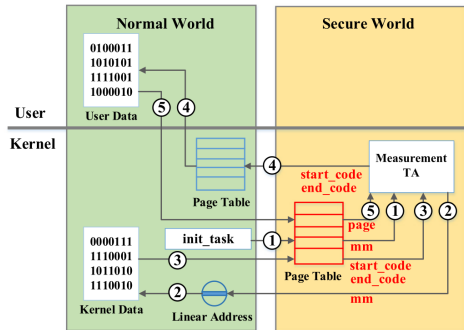 Normal World
Secure World
0100011
1010101
1111001
1000010
User Data
5
4
User
Kernel
4
Measurement
TA
Page Table
start_code
end_code
5
1
3
2
page
init_task
1
mm
0000111
1110001
1011010
1110010
3
Page Table
start_code
end_code
2
mm
Kernel Data
Linear Address